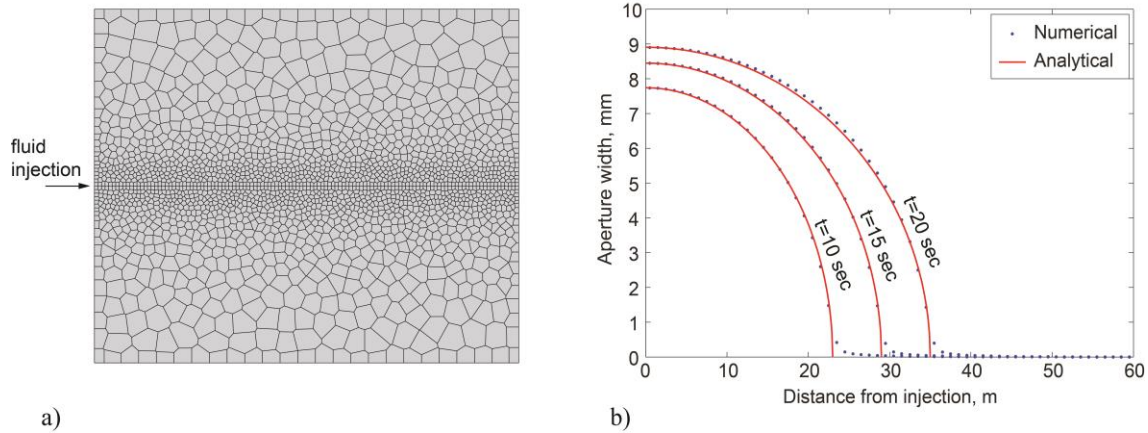 fluid
injection
a)
10
9
8
7
6
5
4
3
2
1
0
Aperture width, mm
Numerical
Analytical
t=10 sec
t=15 sec
t=20 sec
0
10
20
30
40
50
60
Distance from injection, m
b)